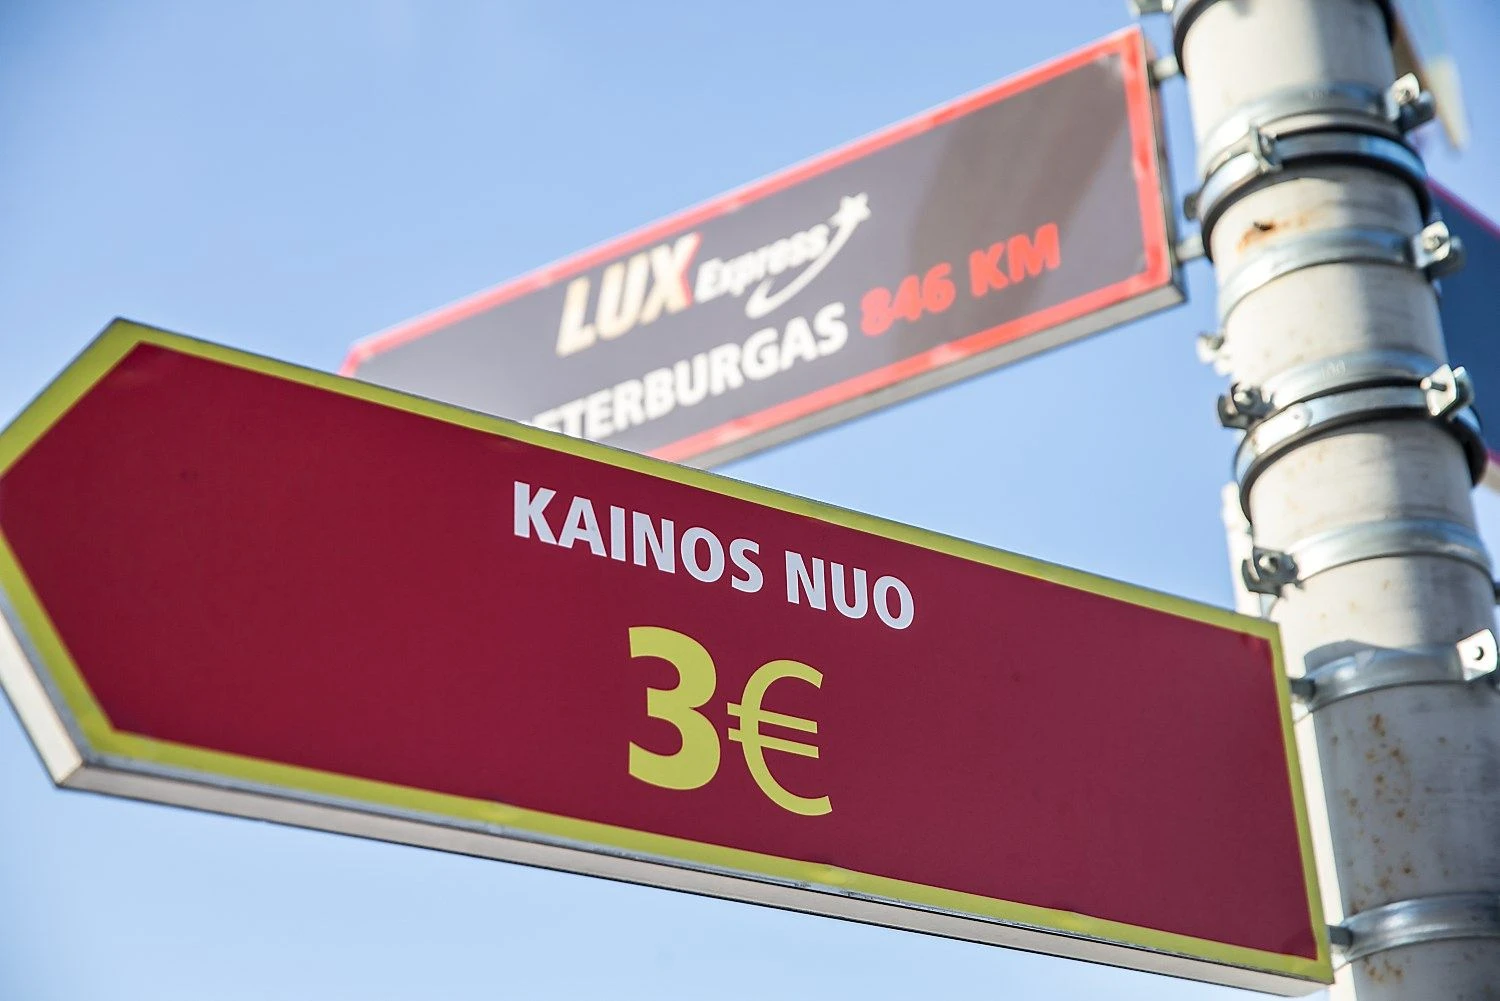 LUX Express
ETERBURGAS 846 KM
KAINOS NUO
3€